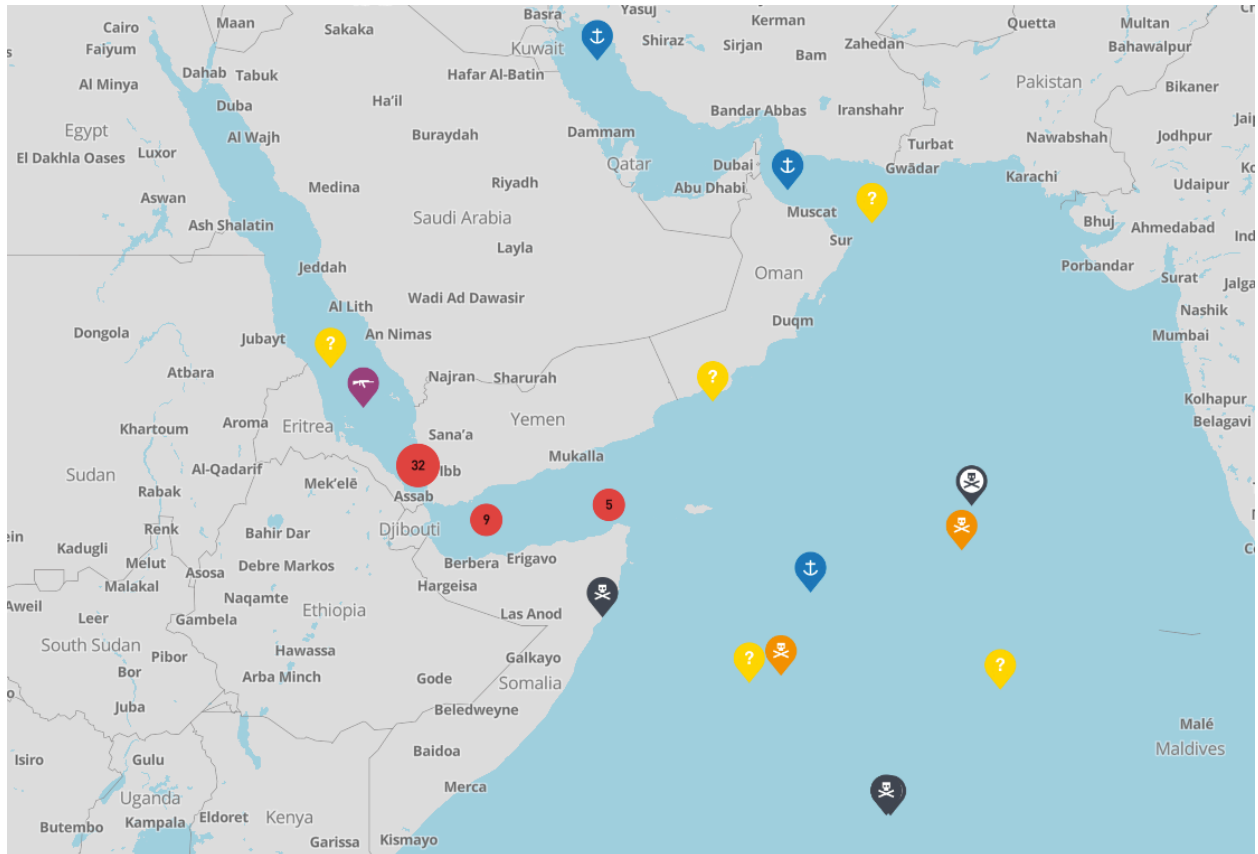 Cairo
Maan
Sakaka
Basra
Yasuj
Kerman
Quetta
Multan
Faiyum
Kuwait
Shiraz
Sirjan
Bam
Zahedan
Bahawalpur
Al Minya
Dahab
Tabuk
Hafar Al-Batin
Pakistan
Bikaner
Duba
Ha'il
Bandar Abbas
Iranshahr
Egypt
Al Wajh
Buraydah
Dammam
Turbat
Nawabshah
Jodhpur
Jaip
El Dakhla Oases
Luxor
Qatar
Dubai
Gwādar
Karachi
Udaipur
Aswan
Medina
Riyadh
Abu Dhabi
Muscat
Saudi Arabia
Ash Shalatin
Layla
Sur
Bhuj
Ahmedabad
Ind
Jeddah
Oman
Porbandar
Surat
Jalga
Al Lith
Wadi Ad Dawasir
Nashik
Dongola
Jubayt
An Nimas
Duqm
Mumbai
?
?
Atbara
Najran
Sharurah
?
Kolhapur
Khartoum
Aroma
Eritrea
Yemen
Belagavi
Sana'a
Sudan
Al-Qadarif
32
Ibb
Mukalla
Rabak
Mek'elē
Assab
5
ein
Renk
Bahir Dar
Djibouti
9
Kadugli
Melut
Asosa
Debre Markos
Berbera
Erigavo
Malakal
Hargeisa
Aweil
Leer
Gambela
Naqamte
Ethiopia
Las Anod
South Sudan
Pibor
Hawassa
Galkayo
?
?
Bor
Arba Minch
Gode
Somalia
Juba
Beledweyne
Malé
Isiro
Gulu
Baidoa
Maldives
Merca
Uganda
Butembo
Kampala
Eldoret
Kenya
Garissa
Kismayo